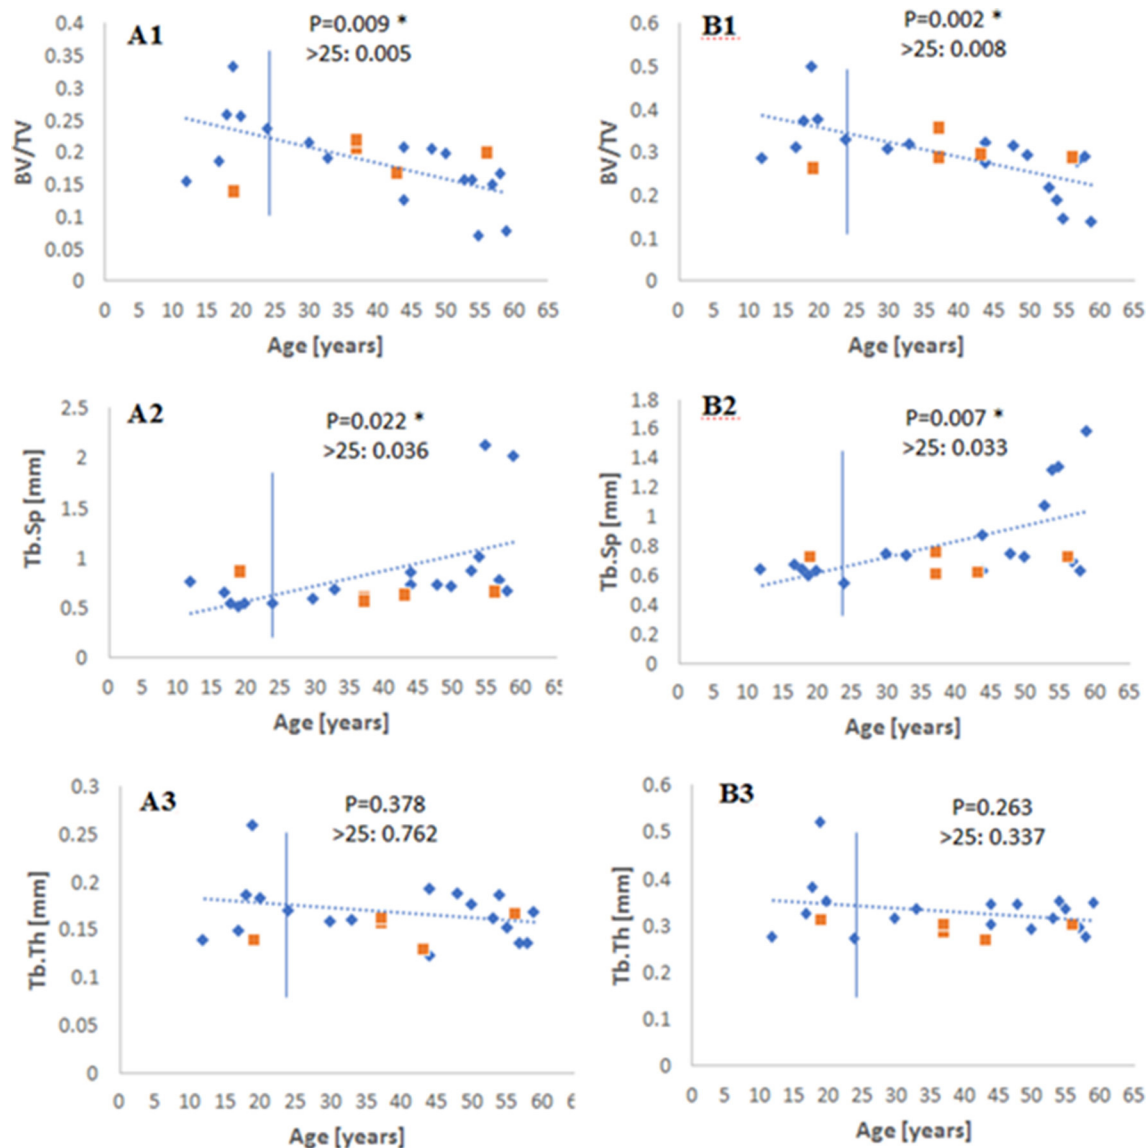 A1
P=0.009 *
>25: 0.005
BV/TV
0.4
0.35
0.3
0.25
0.2
0.15
0.1
0.05
0
0 5 10 15 20 25 30 35 40 45 50 55 60 65
Age [years]
B1
P=0.002 *
>25: 0.008
BV/TV
0.6
0.5
0.4
0.3
0.2
0.1
0
0 5 10 15 20 25 30 35 40 45 50 55 60 65
Age [years]
A2
P=0.022 *
>25: 0.036
Tb.Sp [mm]
2.5
2
1.5
1
0.5
0
0 5 10 15 20 25 30 35 40 45 50 55 60
Age [years]
B2
P=0.007 *
>25: 0.033
Tb.Sp [mm]
1.8
1.6
1.4
1.2
1
0.8
0.6
0.4
0.2
0
0 5 10 15 20 25 30 35 40 45 50 55 60 65
Age [years]
A3
P=0.378
>25: 0.762
Tb.Th [mm]
0.3
0.25
0.2
0.15
0.1
0.05
0
0 5 10 15 20 25 30 35 40 45 50 55 60
Age [years]
B3
P=0.263
>25: 0.337
Tb.Th [mm]
0.6
0.5
0.4
0.3
0.2
0.1
0
0 5 10 15 20 25 30 35 40 45 50 55 60 65
Age [years]